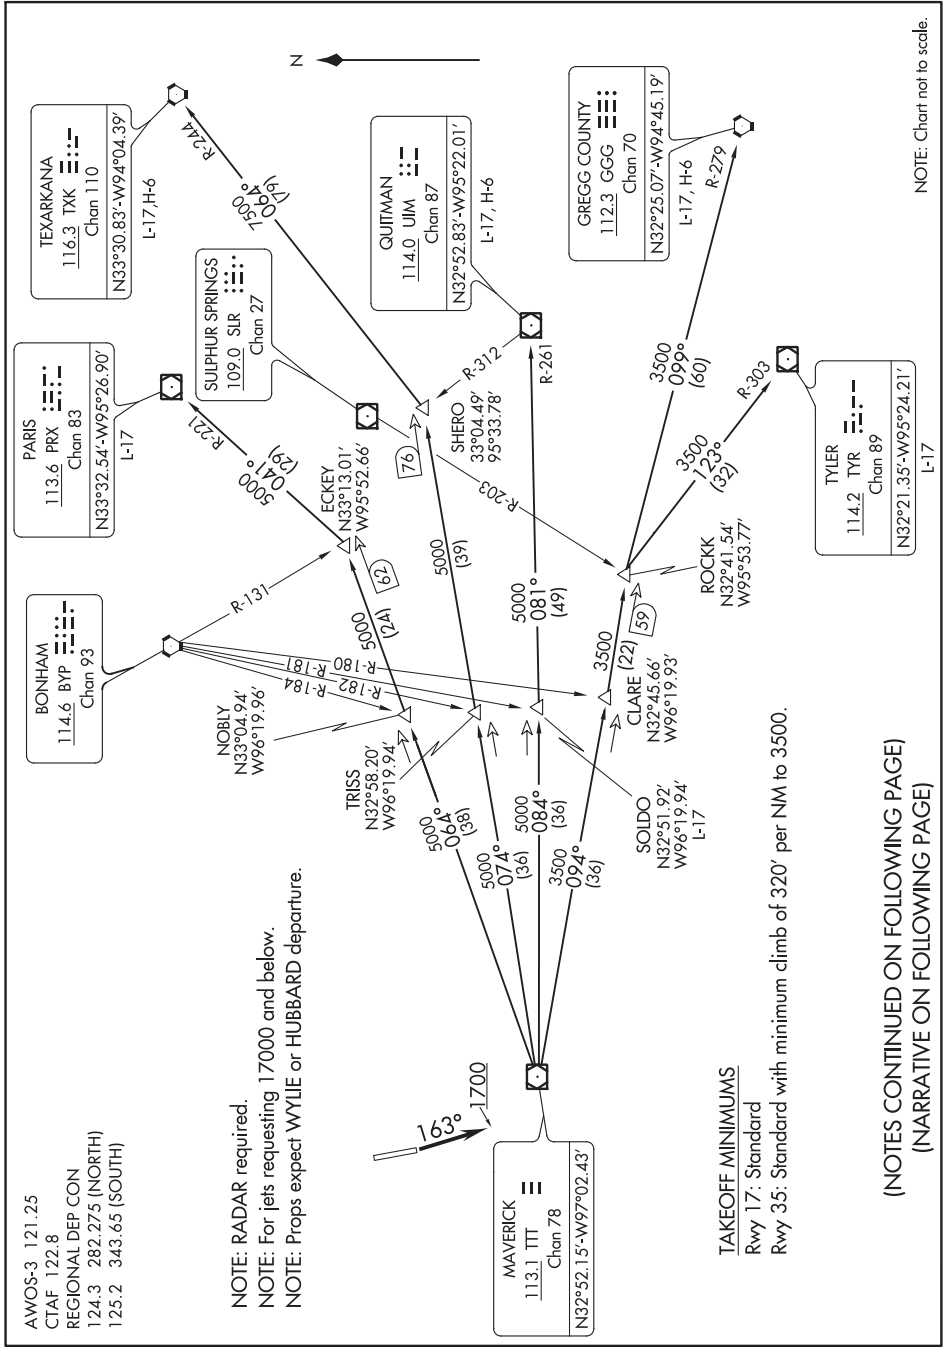 AWOS-3 121.25
CTAF 122.8
REGIONAL DEP CON
124.3 282.275 (NORTH)
125.2 343.65 (SOUTH)
NOTE: RADAR required.
NOTE: For jets requesting 17000 and below.
NOTE: Props expect WYLIE or HUBBARD departure.
BONHAM
114.6 BYP
Chan 93
PARIS
113.6 PRX
Chan 83
N33°32.54'-W95°26.90'
L-17
TEXARKANA
116.3 TXK
Chan 110
N33°30.83'-W94°04.39'
L-17,H-6
SULPHUR SPRINGS
109.0 SLR
Chan 27
QUITMAN
114.0 UIM
Chan 87
N32°52.83'-W95°22.01'
L-17, H-6
GREGG COUNTY
112.3 GGG
Chan 70
N32°25.07'-W94°45.19'
L-17, H-6
TYLER
114.2 TYR
Chan 89
N32°21.35'-W95°24.21'
L-17
MAVERICK
113.1 TTT
Chan 78
N32°52.15'-W97°02.43'
163°
1700
N
5000
064°
(38)
5000
074°
(36)
5000
084°
(36)
3500
094°
(36)
NOBLY
N33°04.94'
W96°19.96'
TRISS
N32°58.20'
W96°19.94'
SOLDO
N32°51.92'
W96°19.94'
L-17
CLARE
N32°45.66'
W96°19.93'
R-131
R-184
R-182
R-181
R-180
5000
(24)
62
ECKEY
N33°13.01'
W95°52.66'
5000
041°
(29)
R-221
5000
(39)
76
SHERO
33°04.49'
95°33.78'
R-312
7500
064°
(79)
R-244
5000
081°
(49)
R-261
3500
(22)
59
ROCKK
N32°41.54'
W95°53.77'
R-203
3500
099°
(60)
R-279
3500
123°
(32)
R-303
TAKEOFF MINIMUMS
Rwy 17: Standard
Rwy 35: Standard with minimum climb of 320' per NM to 3500.
(NOTES CONTINUED ON FOLLOWING PAGE)
(NARRATIVE ON FOLLOWING PAGE)
NOTE: Chart not to scale.